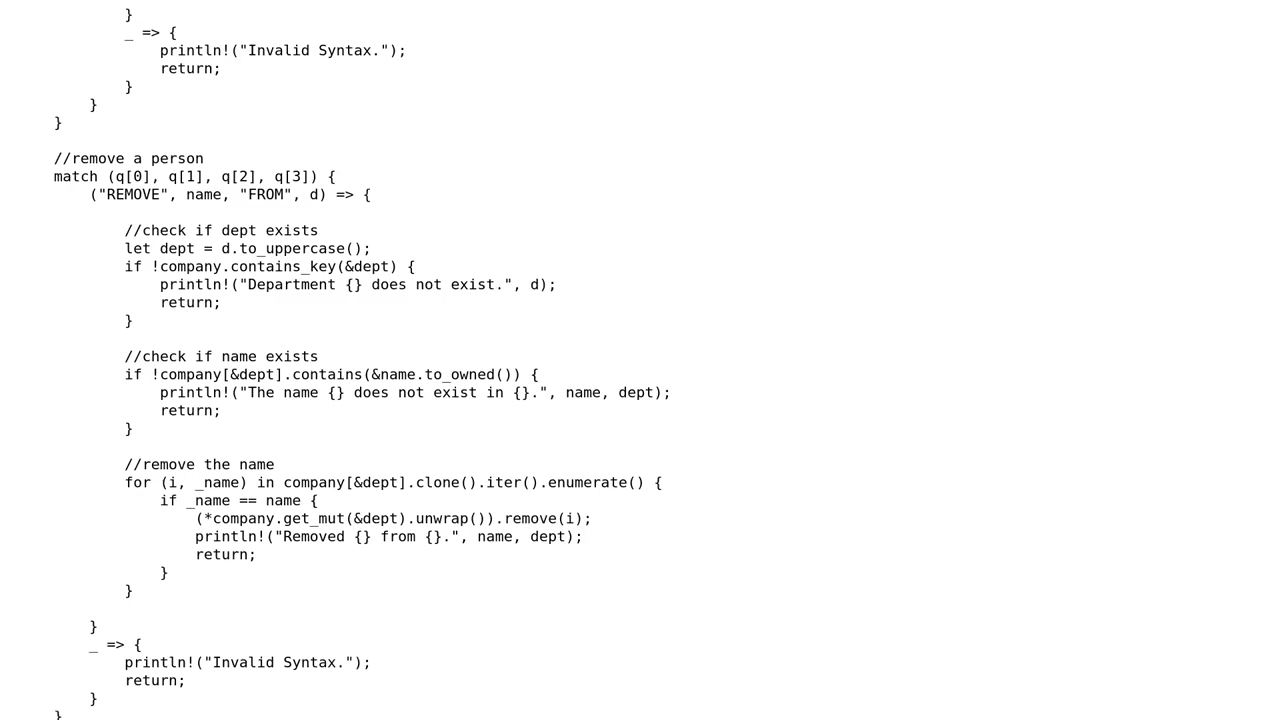 }
        _ => {
            println!("Invalid Syntax.");
            return;
        }
    }
}

//remove a person
match (q[0], q[1], q[2], q[3]) {
    ("REMOVE", name, "FROM", d) => {

        //check if dept exists
        let dept = d.to_uppercase();
        if !company.contains_key(&dept) {
            println!("Department {} does not exist.", d);
            return;
        }

        //check if name exists
        if !company[&dept].contains(&name.to_owned()) {
            println!("The name {} does not exist in {}.", name, dept);
            return;
        }

        //remove the name
        for (i, _name) in company[&dept].clone().iter().enumerate() {
            if _name == name {
                (*company.get_mut(&dept).unwrap()).remove(i);
                println!("Removed {} from {}.", name, dept);
                return;
            }
        }

    }
    _ => {
        println!("Invalid Syntax.");
        return;
    }
}